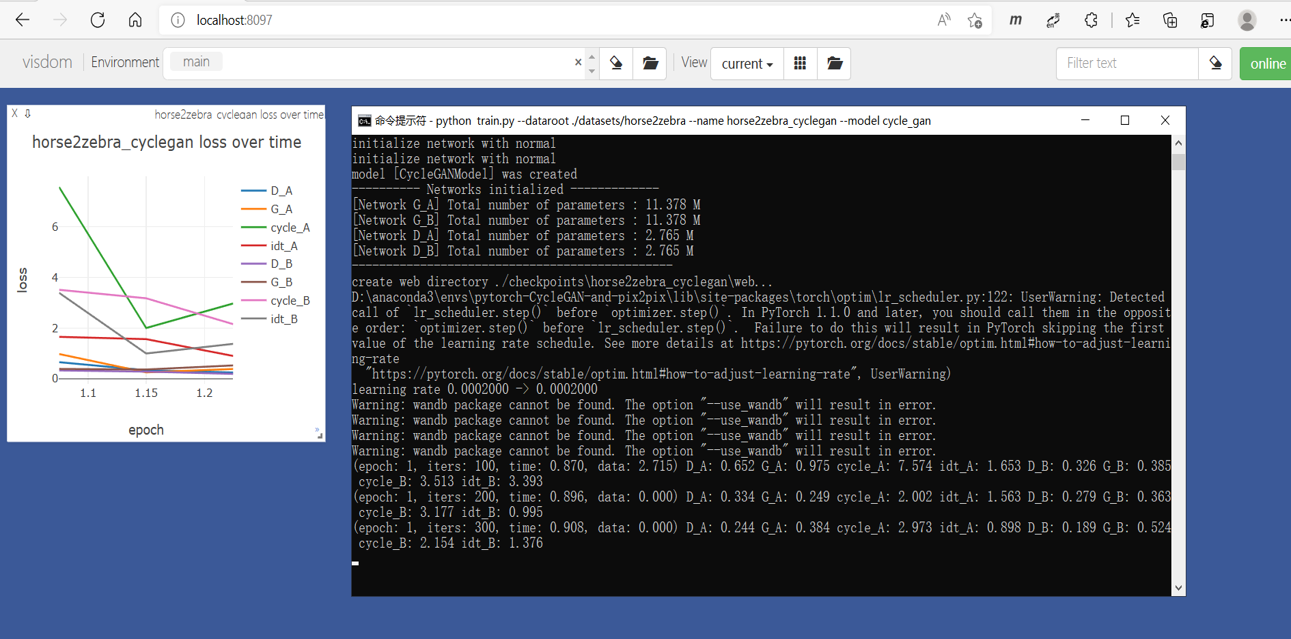 localhost:8097
visdom Environment main x View current Filter text online
X horse2zebra_cyclegan loss over time
horse2zebra_cyclegan loss over time
D_A
G_A
cycle_A
idt_A
D_B
G_B
cycle_B
idt_B
6
4
2
0
loss
1.1 1.15 1.2
epoch
命令提示符 - python  train.py --dataroot ./datasets/horse2zebra --name horse2zebra_cyclegan --model cycle_gan
initialize network with normal
initialize network with normal
model [CycleGANModel] was created
---------- Networks initialized -------------
[Network G_A] Total number of parameters : 11.378 M
[Network G_B] Total number of parameters : 11.378 M
[Network D_A] Total number of parameters : 2.765 M
[Network D_B] Total number of parameters : 2.765 M
-----------------------------------------------
create web directory ./checkpoints\horse2zebra_cyclegan\web...
D:\anaconda3\envs\pytorch-CycleGAN-and-pix2pix\lib\site-packages\torch\optim\lr_scheduler.py:122: UserWarning: Detected
call of `lr_scheduler.step()` before `optimizer.step()`. In PyTorch 1.1.0 and later, you should call them in the opposit
e order: `optimizer.step()` before `lr_scheduler.step()`.  Failure to do this will result in PyTorch skipping the first
value of the learning rate schedule. See more details at https://pytorch.org/docs/stable/optim.html#how-to-adjust-learni
ng-rate
"https://pytorch.org/docs/stable/optim.html#how-to-adjust-learning-rate", UserWarning)
learning rate 0.0002000 -> 0.0002000
Warning: wandb package cannot be found. The option "--use_wandb" will result in error.
Warning: wandb package cannot be found. The option "--use_wandb" will result in error.
Warning: wandb package cannot be found. The option "--use_wandb" will result in error.
Warning: wandb package cannot be found. The option "--use_wandb" will result in error.
(epoch: 1, iters: 100, time: 0.870, data: 2.715) D_A: 0.652 G_A: 0.975 cycle_A: 7.574 idt_A: 1.653 D_B: 0.326 G_B: 0.385
cycle_B: 3.513 idt_B: 3.393
(epoch: 1, iters: 200, time: 0.896, data: 0.000) D_A: 0.334 G_A: 0.249 cycle_A: 2.002 idt_A: 1.563 D_B: 0.279 G_B: 0.363
cycle_B: 3.177 idt_B: 0.995
(epoch: 1, iters: 300, time: 0.908, data: 0.000) D_A: 0.244 G_A: 0.384 cycle_A: 2.973 idt_A: 0.898 D_B: 0.189 G_B: 0.524
cycle_B: 2.154 idt_B: 1.376